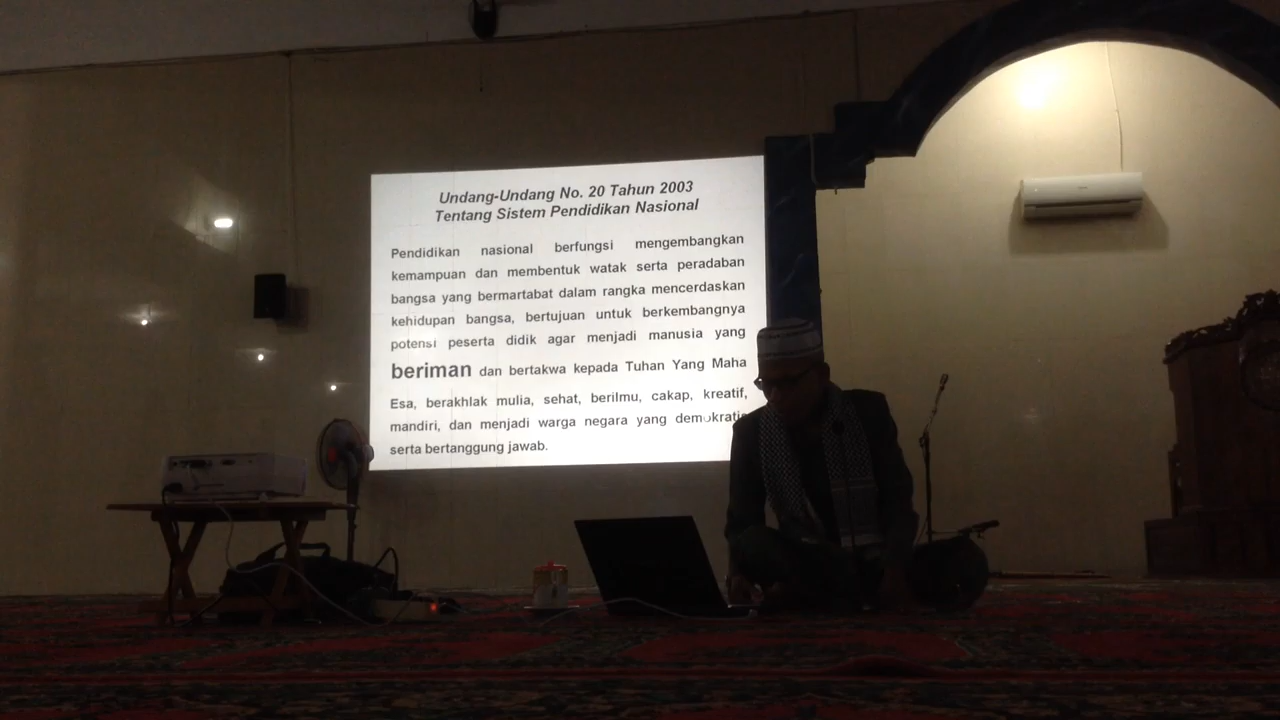 Undang-Undang No. 20 Tahun 2003
Tentang Sistem Pendidikan Nasional
Pendidikan nasional berfungsi mengembangkan
kemampuan dan membentuk watak serta peradaban
bangsa yang bermartabat dalam rangka mencerdaskan
kehidupan bangsa, bertujuan untuk berkembangnya
potensi peserta didik agar menjadi manusia yang
beriman dan bertakwa kepada Tuhan Yang Maha
Esa, berakhlak mulia, sehat, berilmu, cakap, kreatif,
mandiri, dan menjadi warga negara yang demokratis
serta bertanggung jawab.